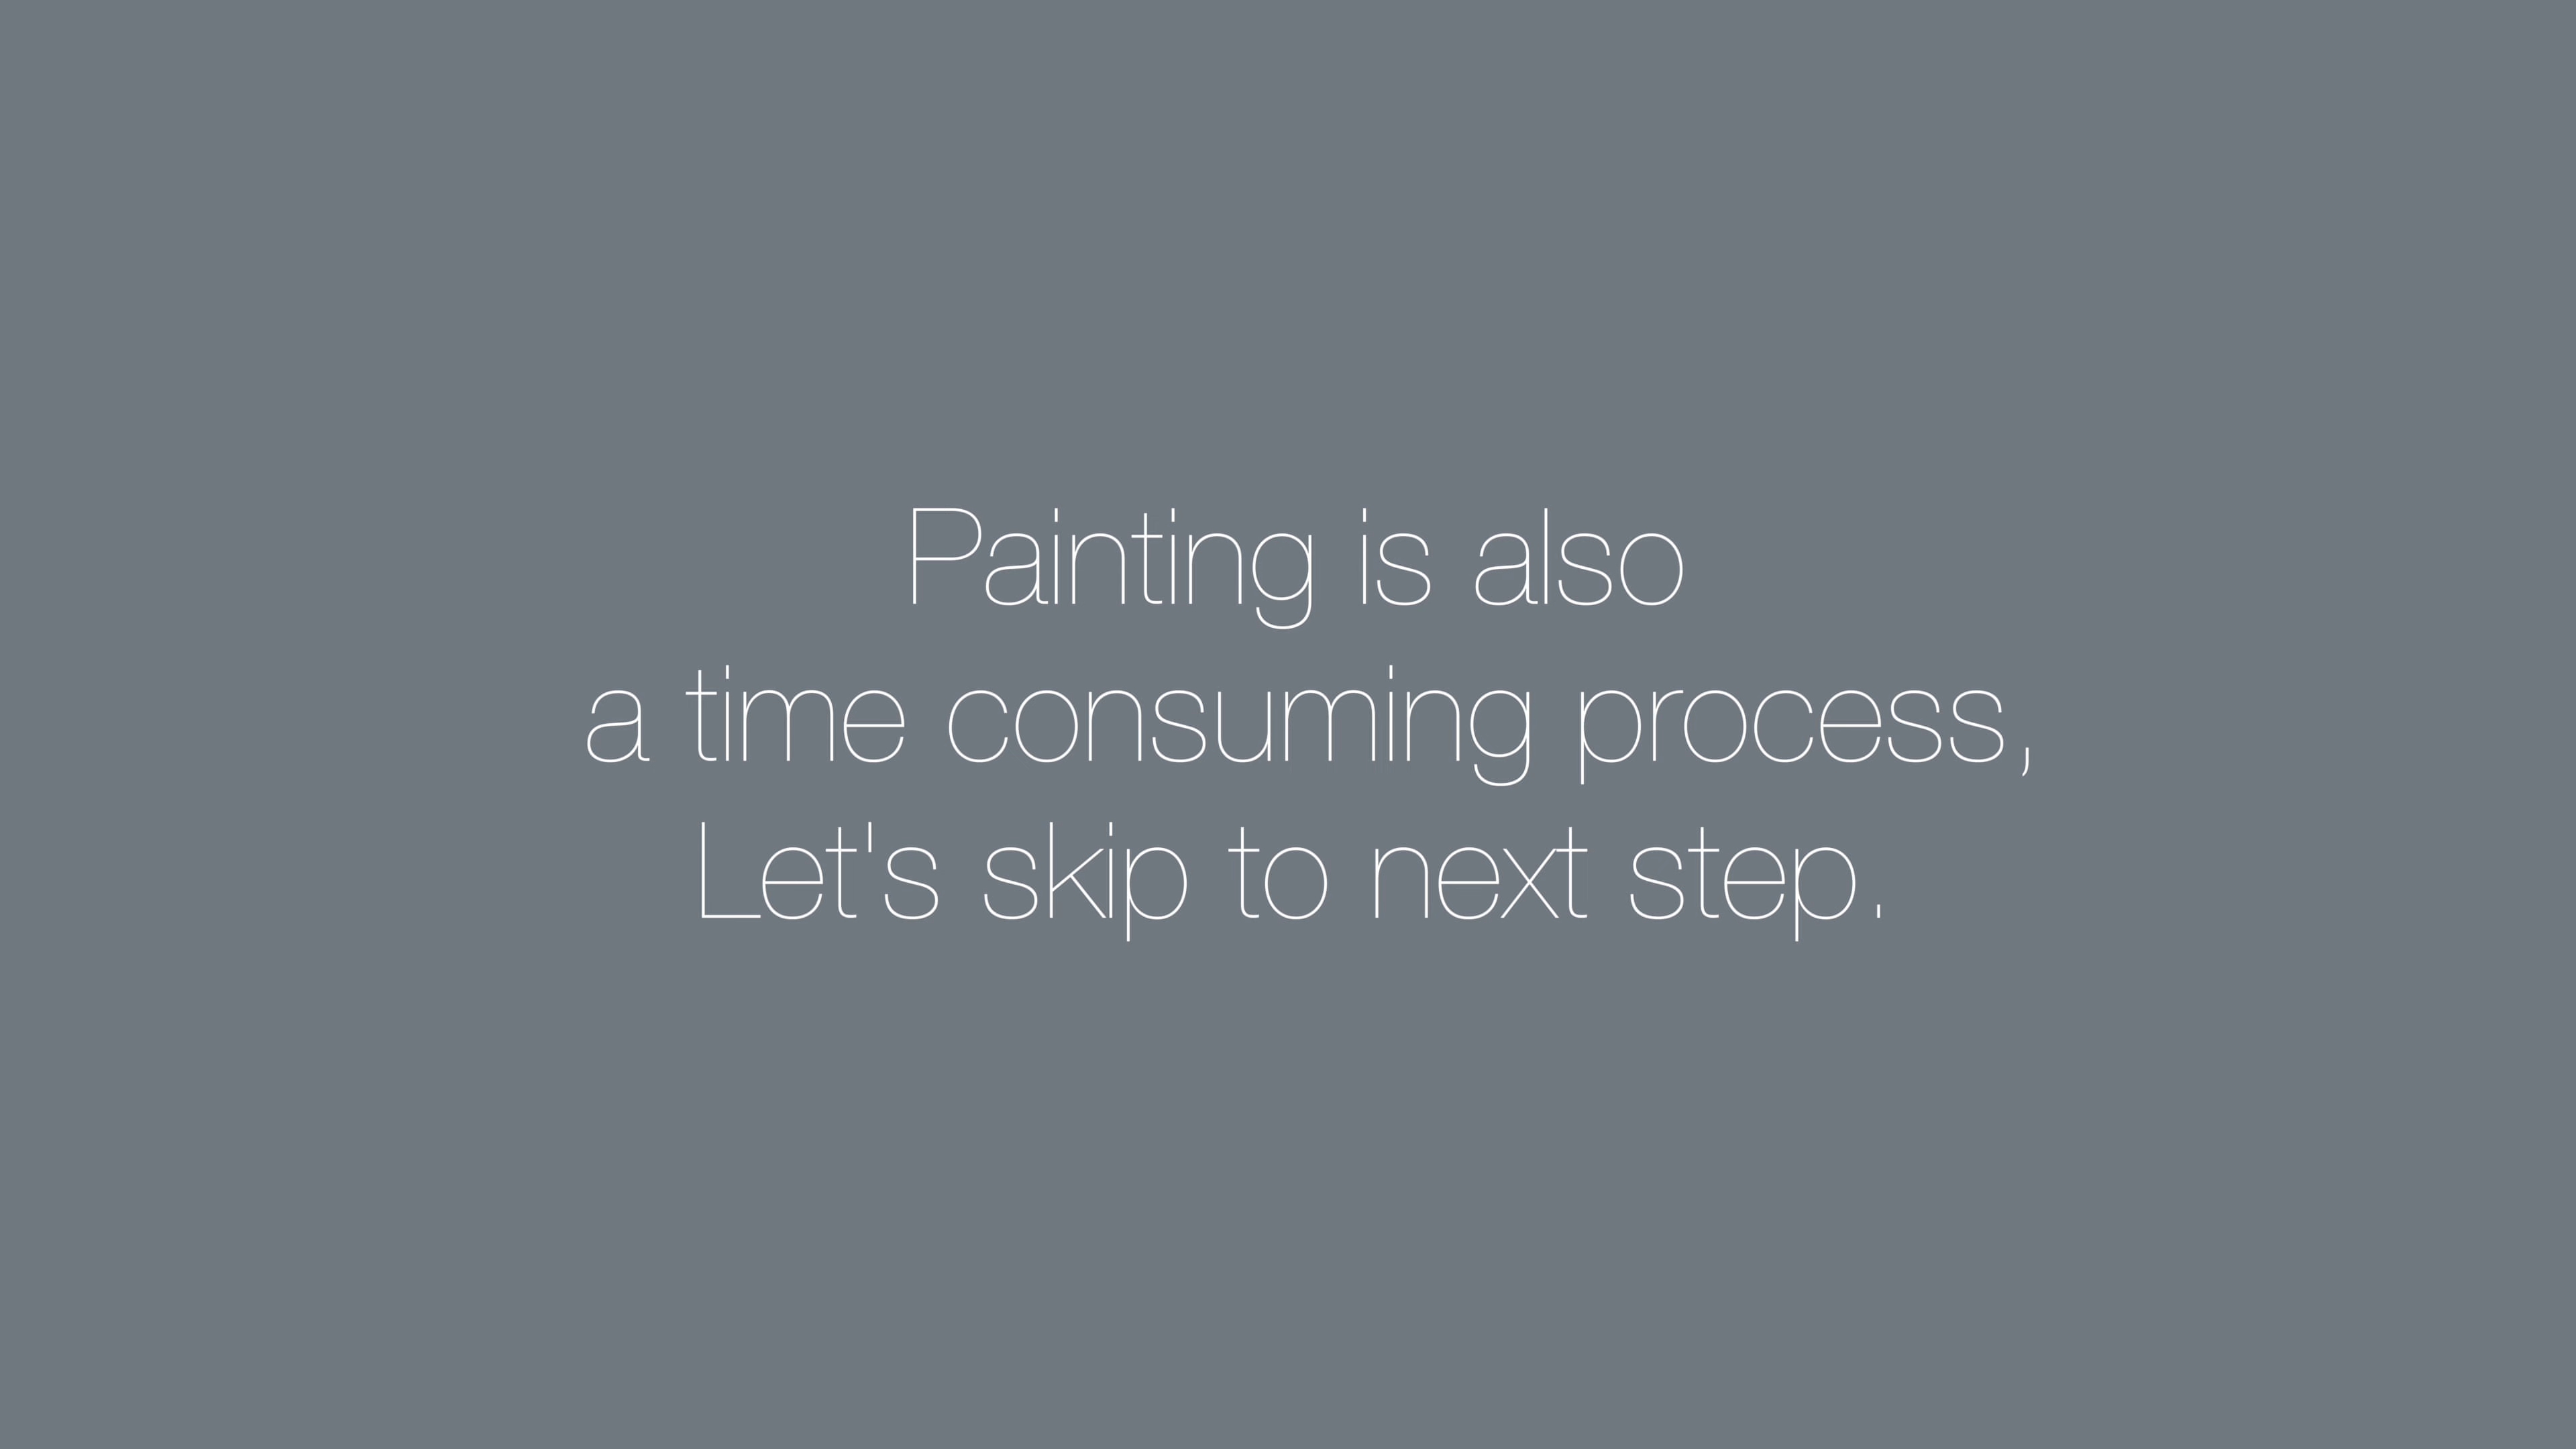 Painting is also
a time consuming process,
Let's skip to next step.